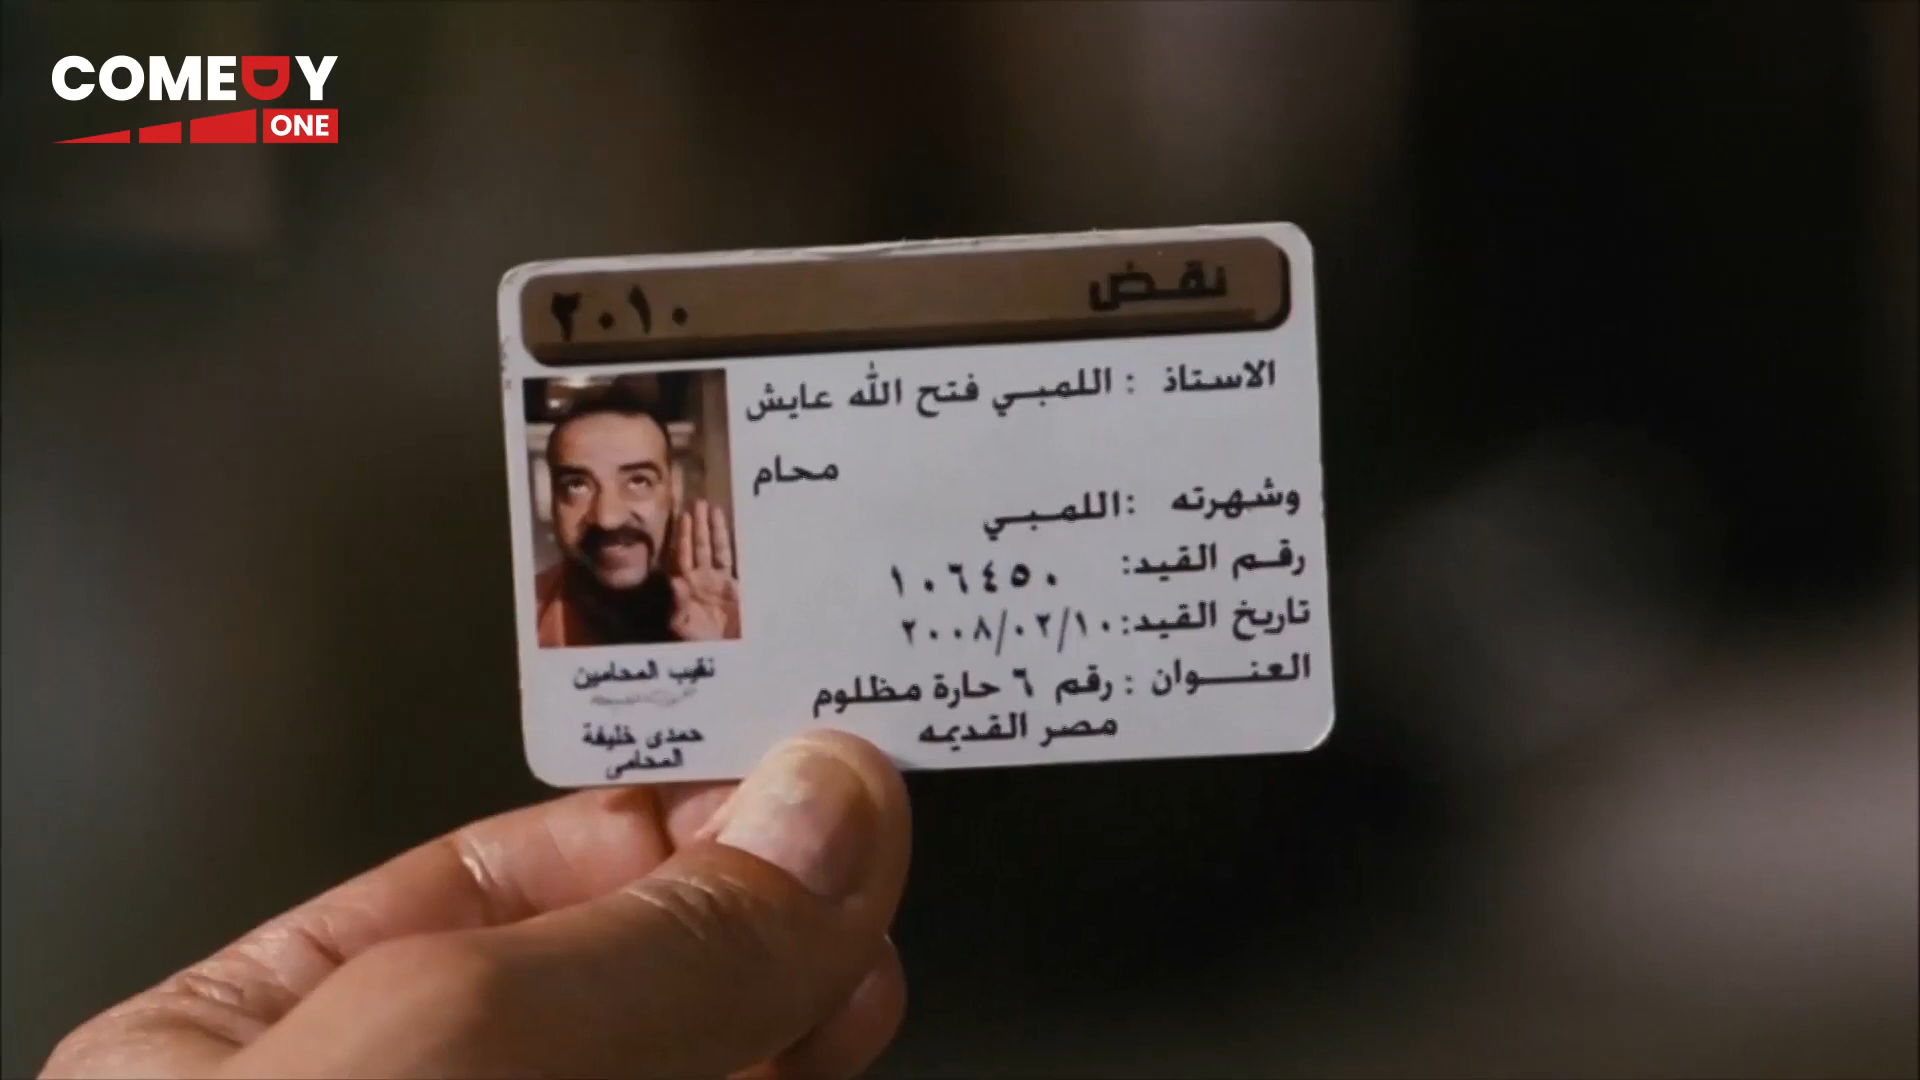 COMEDY
ONE
نقض
٢٠١٠
الاستاذ : اللمبي فتح الله عايش
محام
وشهرته : اللمبي
رقم القيد: ١٠٦٤٥٠
تاريخ القيد: ٢٠٠٨/٠٢/١٠
العنوان : رقم ٦ حارة مظلوم
مصر القديمه
نقيب المحامين
حمدى خليفة
المحامى